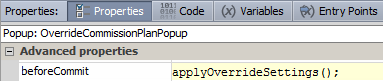 Properties: Properties Code Variables Entry Points
Popup: OverrideCommissionPlanPopup
Advanced properties
beforeCommit applyOverrideSettings();